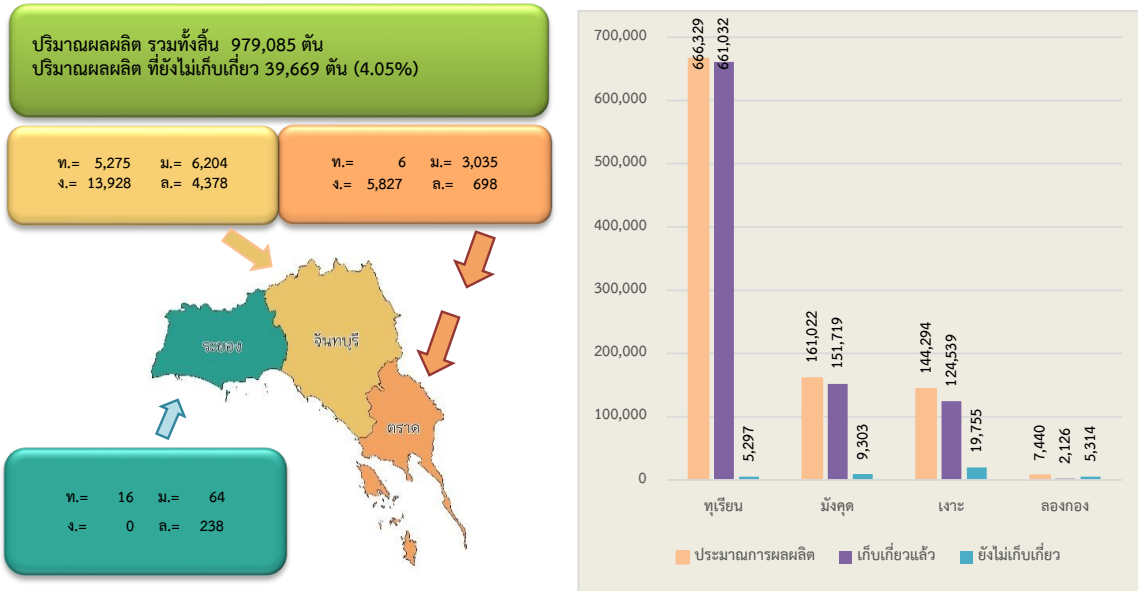 ปริมาณผลผลิต รวมทั้งสิ้น 979,085 ตัน
ปริมาณผลผลิต ที่ยังไม่เก็บเกี่ยว 39,669 ตัน (4.05%)
ท.= 5,275 ม.= 6,204
ง.= 13,928 ล.= 4,378
ท.= 6 ม.= 3,035
ง.= 5,827 ล.= 698
ระยอง
จันทบุรี
ตราด
ท.= 16 ม.= 64
ง.= 0 ล.= 238
700,000
600,000
500,000
400,000
300,000
200,000
100,000
0
666,329
661,032
5,297
161,022
151,719
9,303
144,294
124,539
19,755
7,440
2,126
5,314
ทุเรียน มังคุด เงาะ ลองกอง
ประมาณการผลผลิต เก็บเกี่ยวแล้ว ยังไม่เก็บเกี่ยว